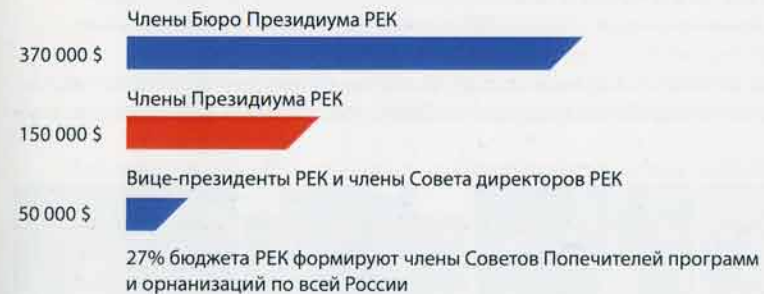 Члены Бюро Президиума РЕК
370 000 $
Члены Президиума РЕК
150 000 $
Вице-президенты РЕК и члены Совета директоров РЕК
50 000 $
27% бюджета РЕК формируют члены Советов Попечителей программ
и орнанизаций по всей России